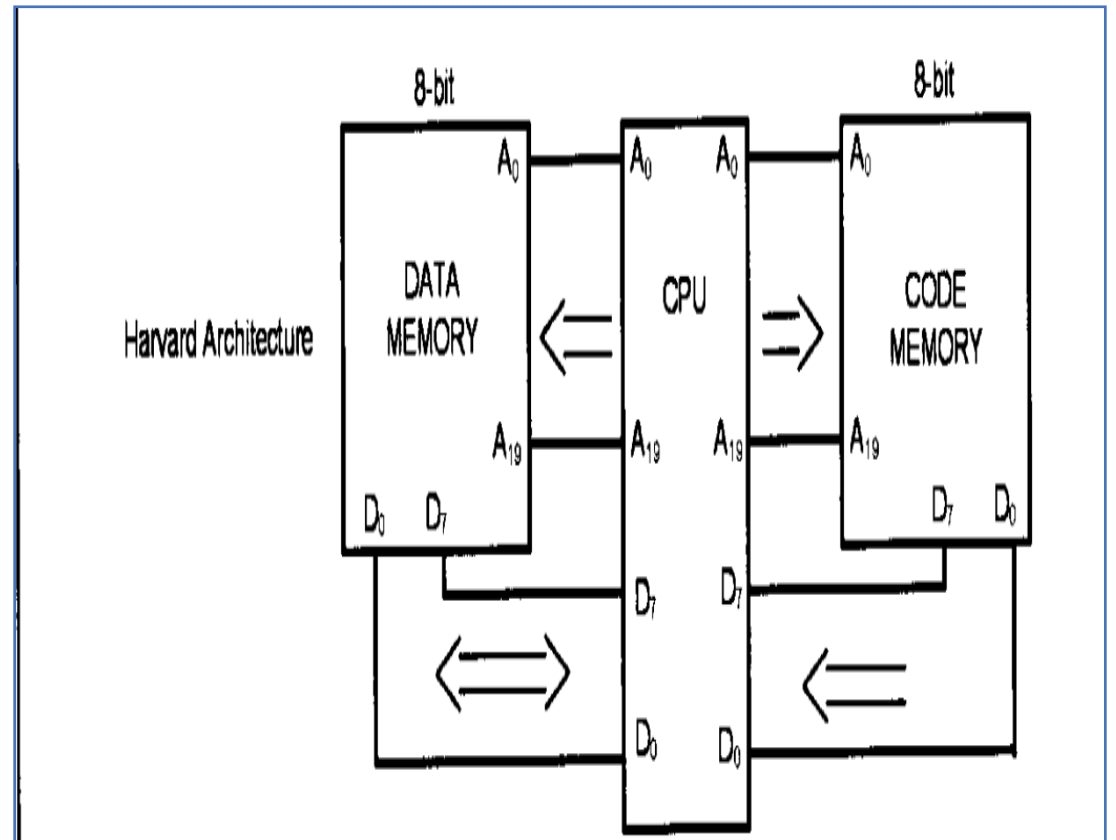 8-bit 8-bit
A₀ A₀ A₀ A₀
DATA CPU CODE
Harvard Architecture MEMORY MEMORY
A₁₉ A₁₉ A₁₉ A₁₉
D₀ D₇ D₇ D₀
D₇ D₇
D₀ D₀